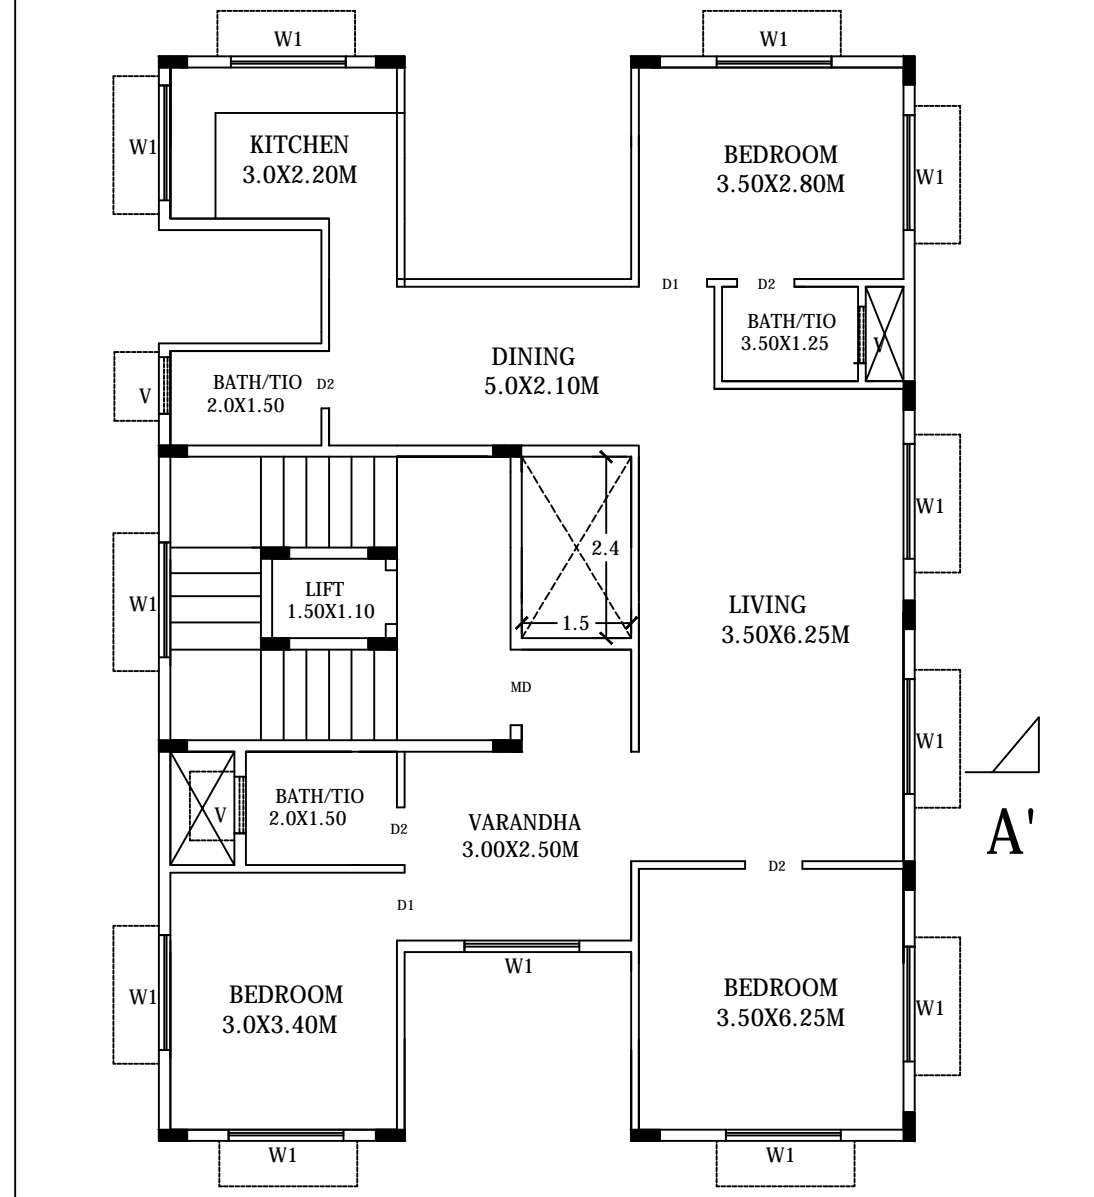 W1
W1
W1
KITCHEN
3.0X2.20M
BEDROOM
3.50X2.80M
W1
D1
D2
BATH/TIO
3.50X1.25
V
DINING
5.0X2.10M
V
BATH/TIO
2.0X1.50
D2
W1
2.4
1.5
W1
LIFT
1.50X1.10
LIVING
3.50X6.25M
MD
W1
A'
V
BATH/TIO
2.0X1.50
D2
VARANDHA
3.00X2.50M
D2
D1
W1
W1
BEDROOM
3.0X3.40M
BEDROOM
3.50X6.25M
W1
W1
W1